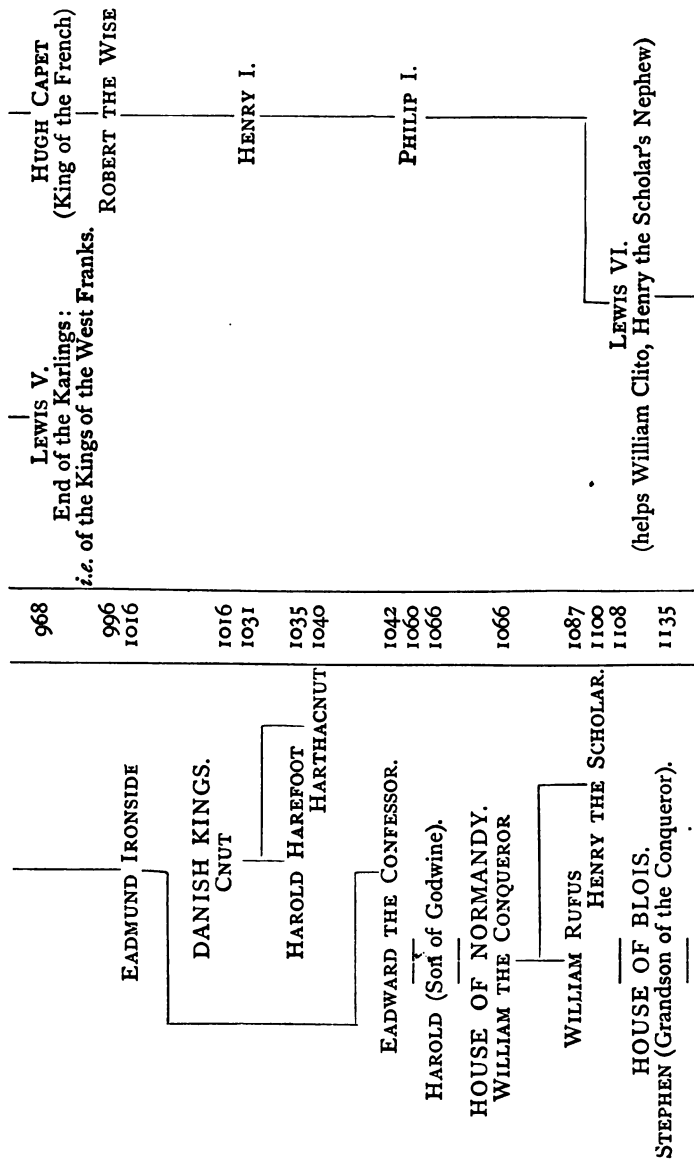 EADMUND IRONSIDE
DANISH KINGS.
CNUT
HAROLD HAREFOOT
HARTHACNUT
EADWARD THE CONFESSOR.
HAROLD (Son of Godwine).
HOUSE OF NORMANDY.
WILLIAM THE CONQUEROR
WILLIAM RUFUS
HENRY THE SCHOLAR.
HOUSE OF BLOIS.
STEPHEN (Grandson of the Conqueror).
968
996
1016
1016
1031
1035
1040
1042
1060
1066
1066
1087
1100
1108
1135
LEWIS V.
End of the Karlings:
i.e. of the Kings of the West Franks.
HUGH CAPET
(King of the French)
ROBERT THE WISE
HENRY I.
PHILIP I.
LEWIS VI.
(helps William Clito, Henry the Scholar's Nephew)